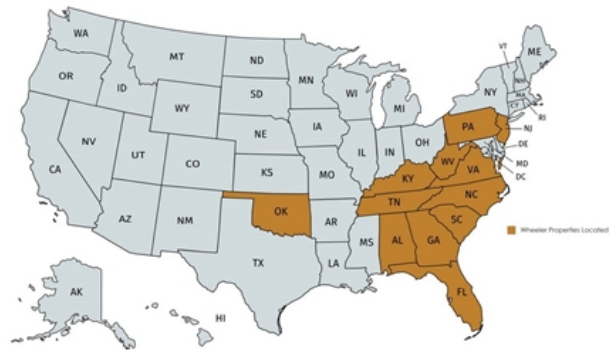 WA
MT
ND
MN
VT
ME
OR
ID
SD
WI
MI
NY
NH
MA
CT
RI
WY
NE
IA
PA
NJ
NV
UT
CO
IL
IN
OH
DE
MD
DC
CA
KS
MO
KY
WV
VA
AZ
NM
OK
AR
TN
NC
SC
TX
LA
MS
AL
GA
FL
AK
HI
Wheeler Properties Located